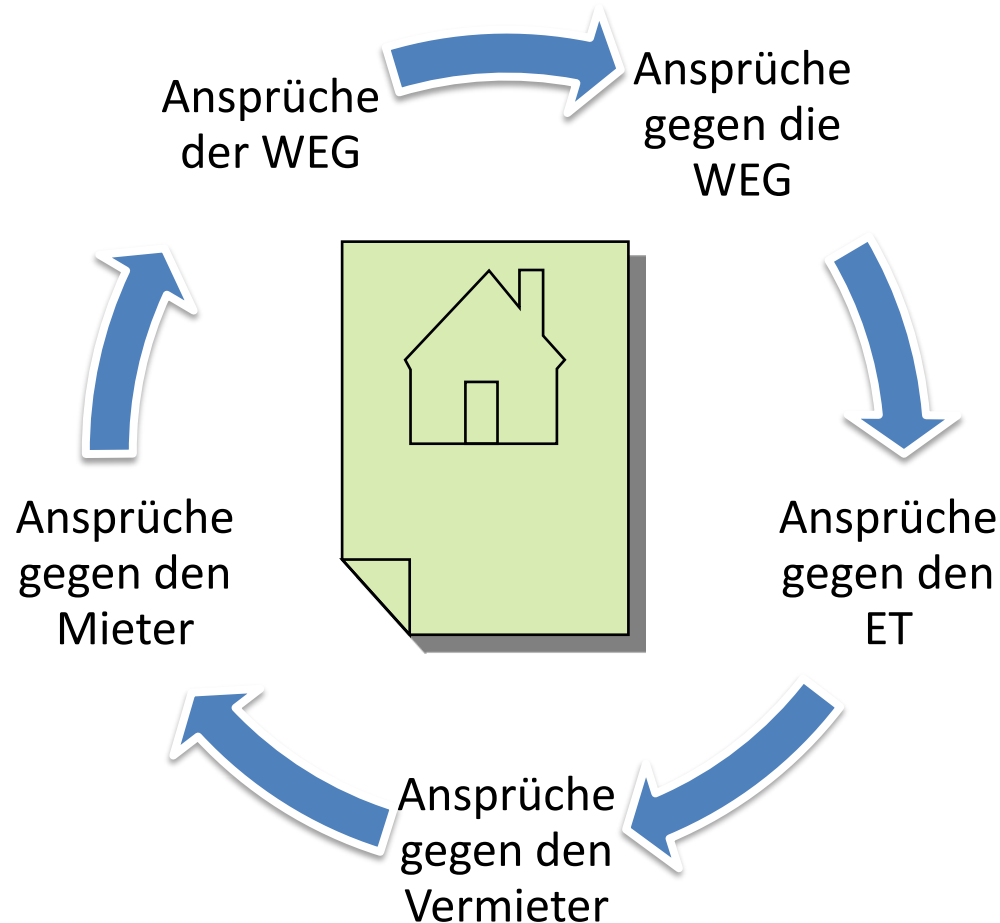 Ansprüche
der WEG
Ansprüche
gegen die
WEG
Ansprüche
gegen den
ET
Ansprüche
gegen den
Vermieter
Ansprüche
gegen den
Mieter